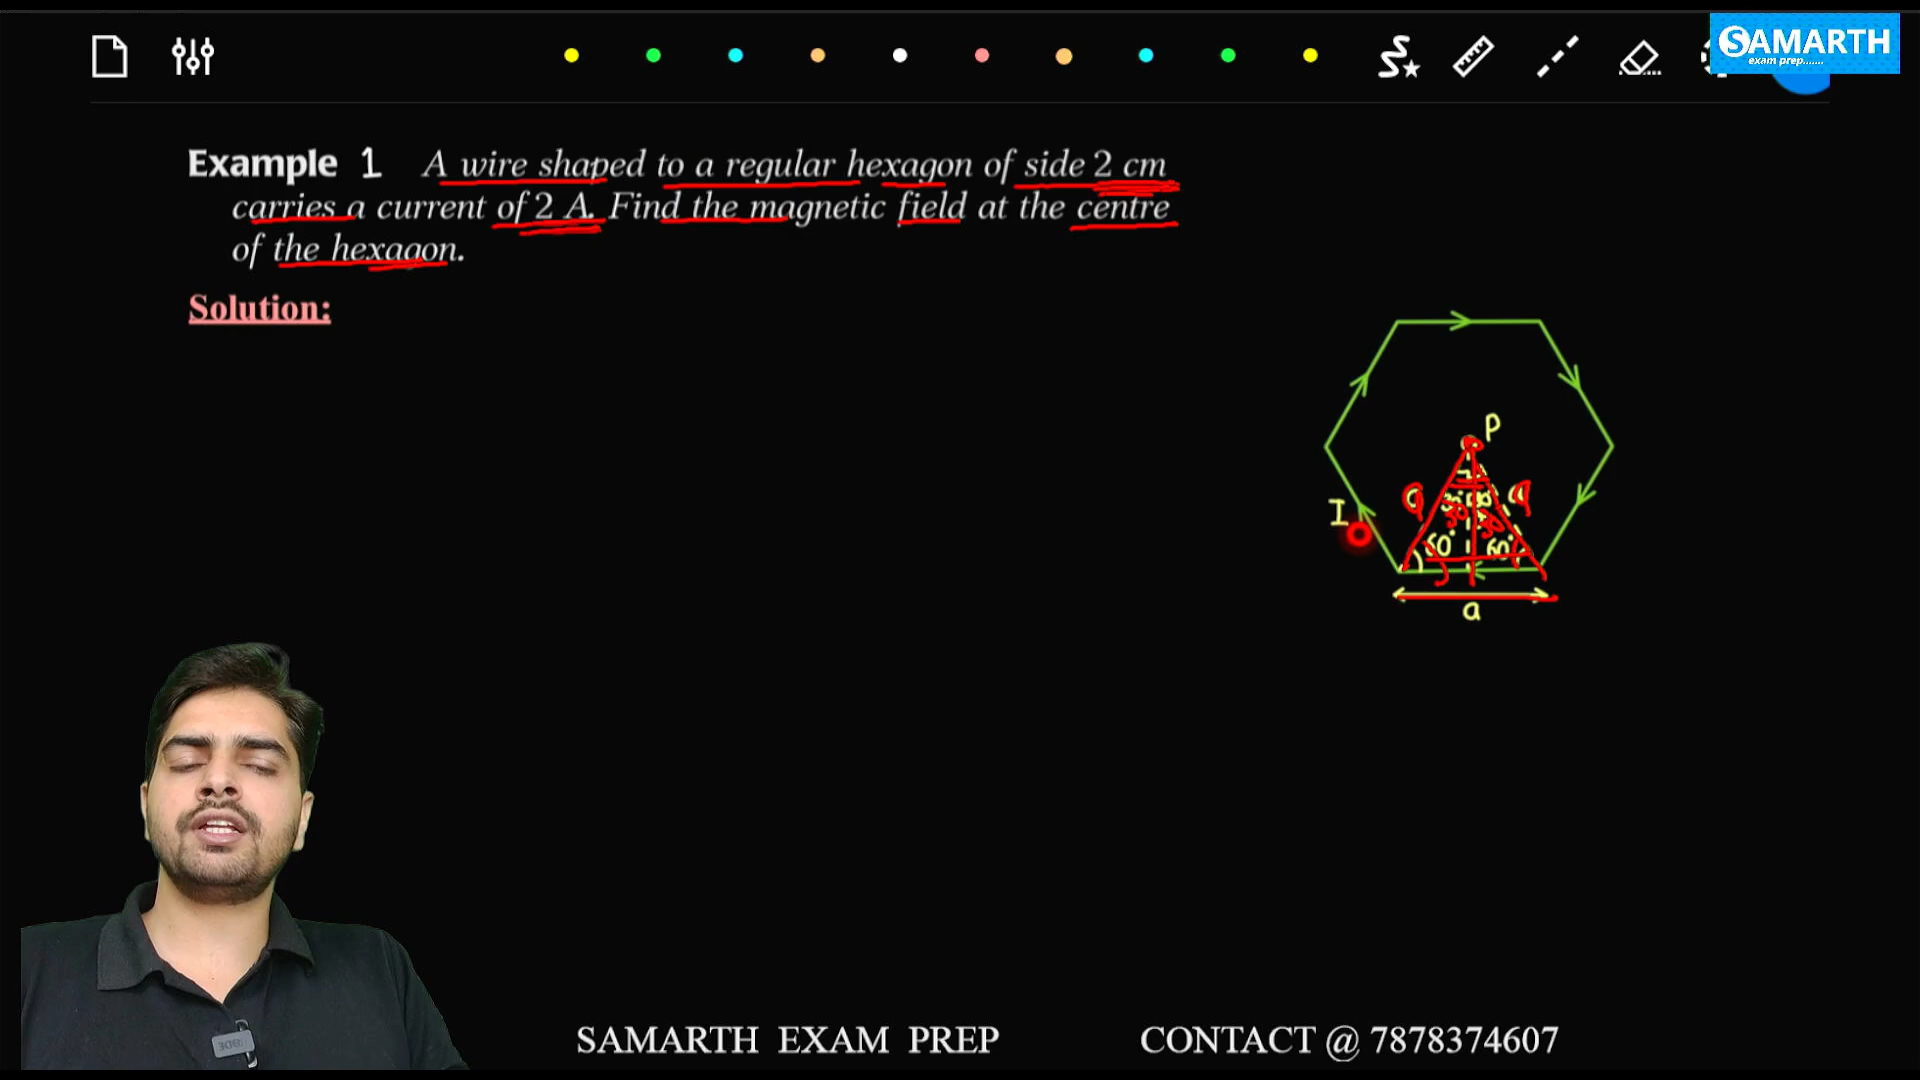 SAMARTH
exam prep.......
Example 1 A wire shaped to a regular hexagon of side 2 cm
carries a current of 2 A. Find the magnetic field at the centre
of the hexagon.
Solution:
P
I
60° 60°
a
SAMARTH EXAM PREP CONTACT @ 7878374607